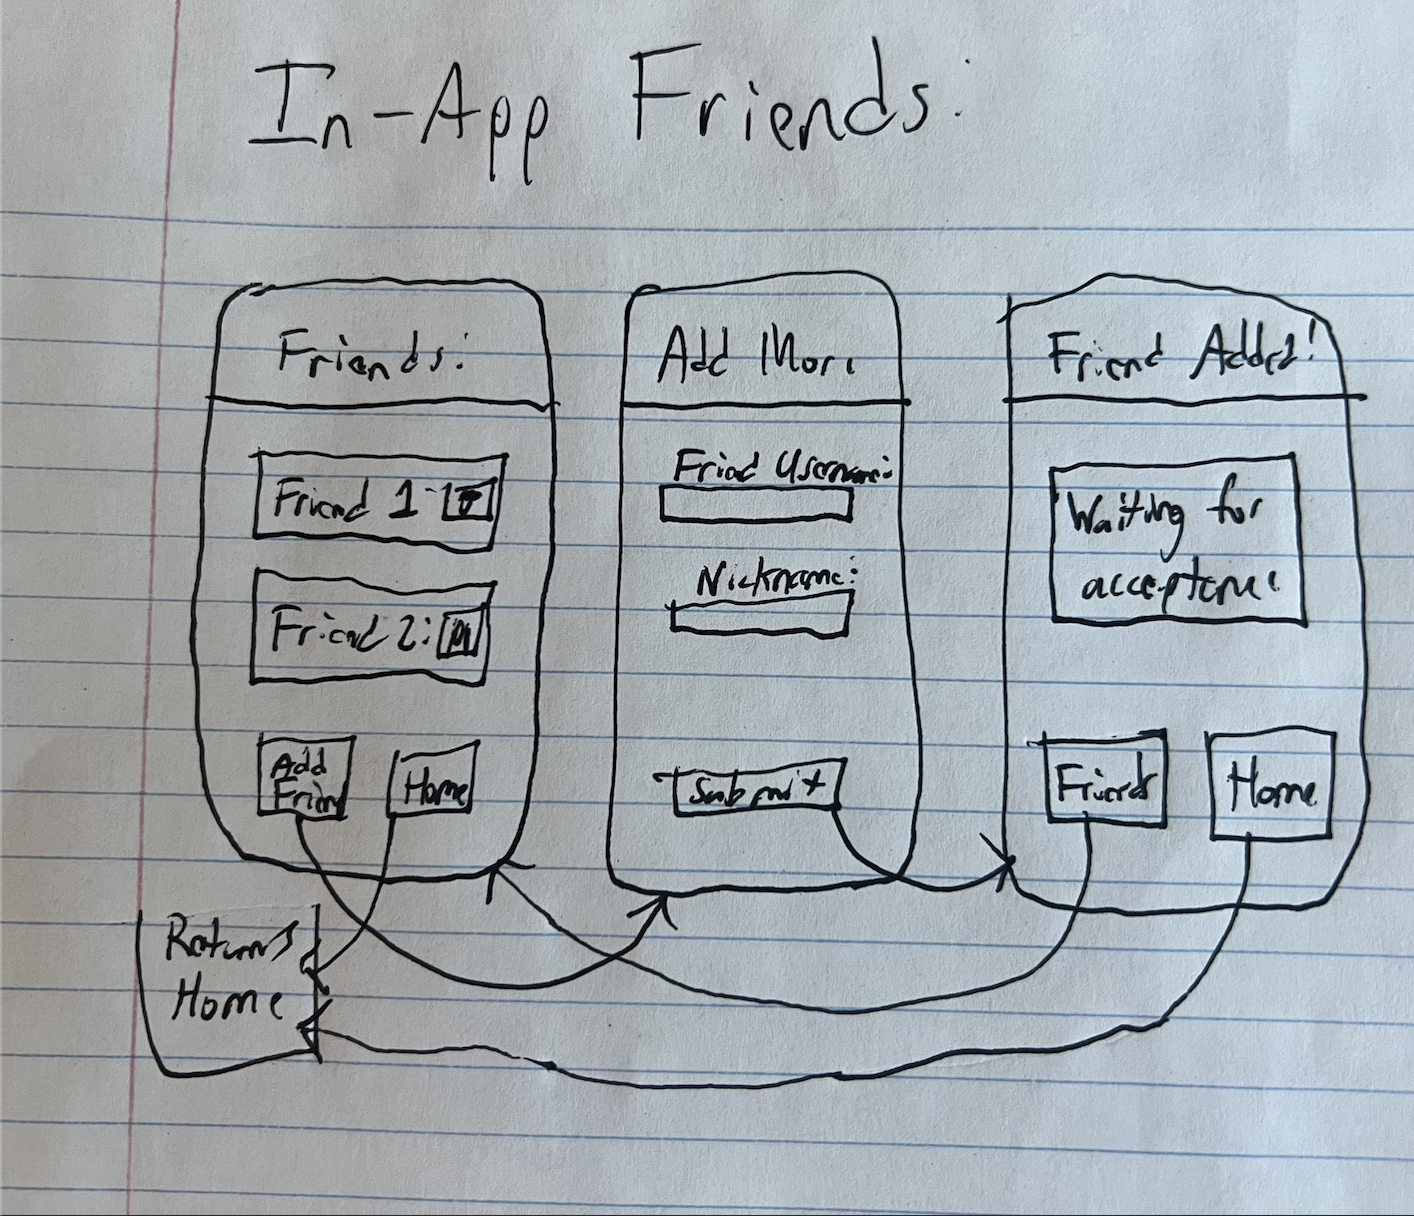 In-App Friends:
Friends:
Friend 1:
Friend 2:
Add
Friend
Home
Add More
Friend Username:
Nickname:
Submit
Friend Added!
Waiting for
acceptance
Friends
Home
Returns
Home